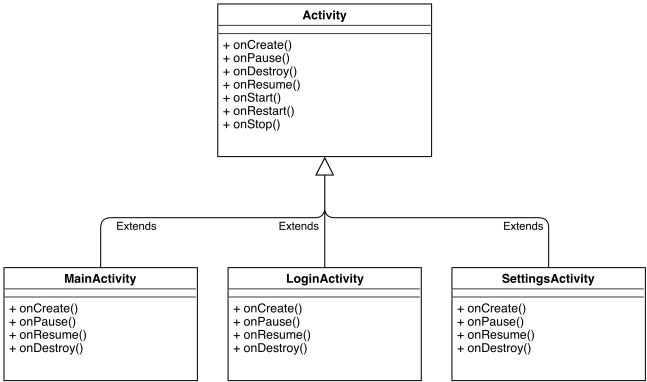 Activity
+ onCreate()
+ onPause()
+ onDestroy()
+ onResume()
+ onStart()
+ onRestart()
+ onStop()
Extends
Extends
Extends
MainActivity
+ onCreate()
+ onPause()
+ onResume()
+ onDestroy()
LoginActivity
+ onCreate()
+ onPause()
+ onResume()
+ onDestroy()
SettingsActivity
+ onCreate()
+ onPause()
+ onResume()
+ onDestroy()